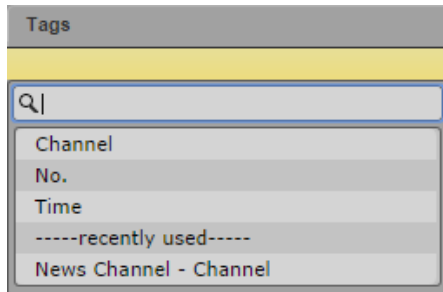 Tags
Channel
No.
Time
-----recently used-----
News Channel - Channel